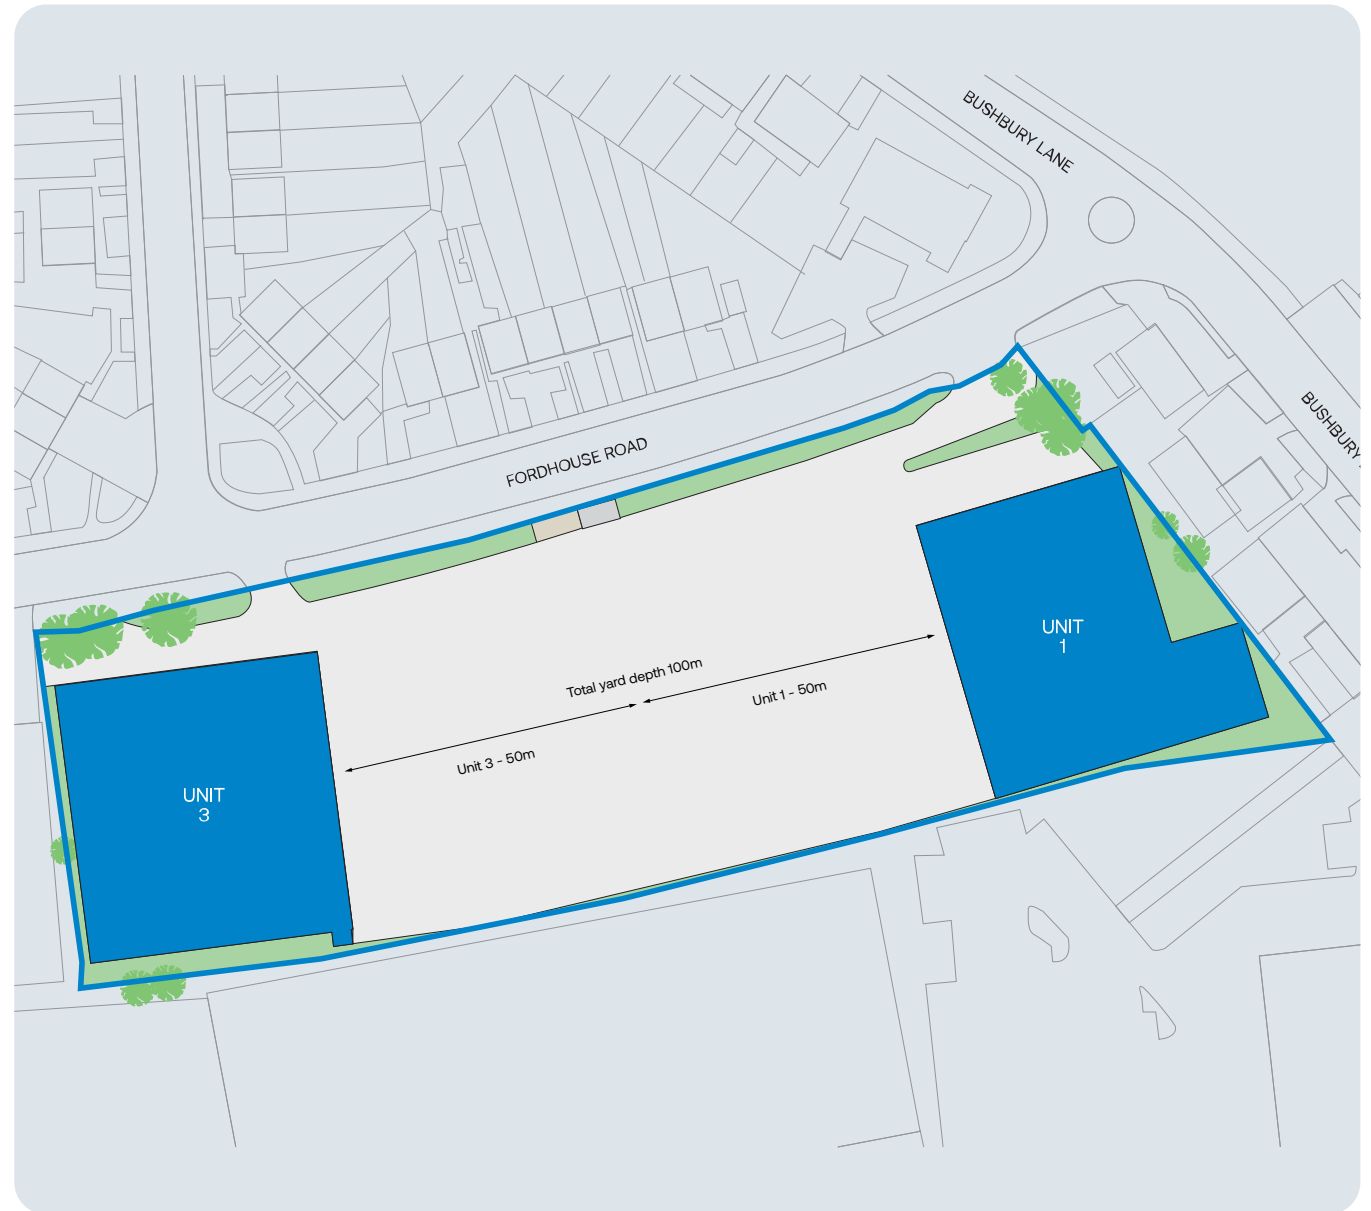 BUSHBURY LANE
BUSHBURY
FORDHOUSE ROAD
UNIT
1
Total yard depth 100m
Unit 1 - 50m
Unit 3 - 50m
UNIT
3